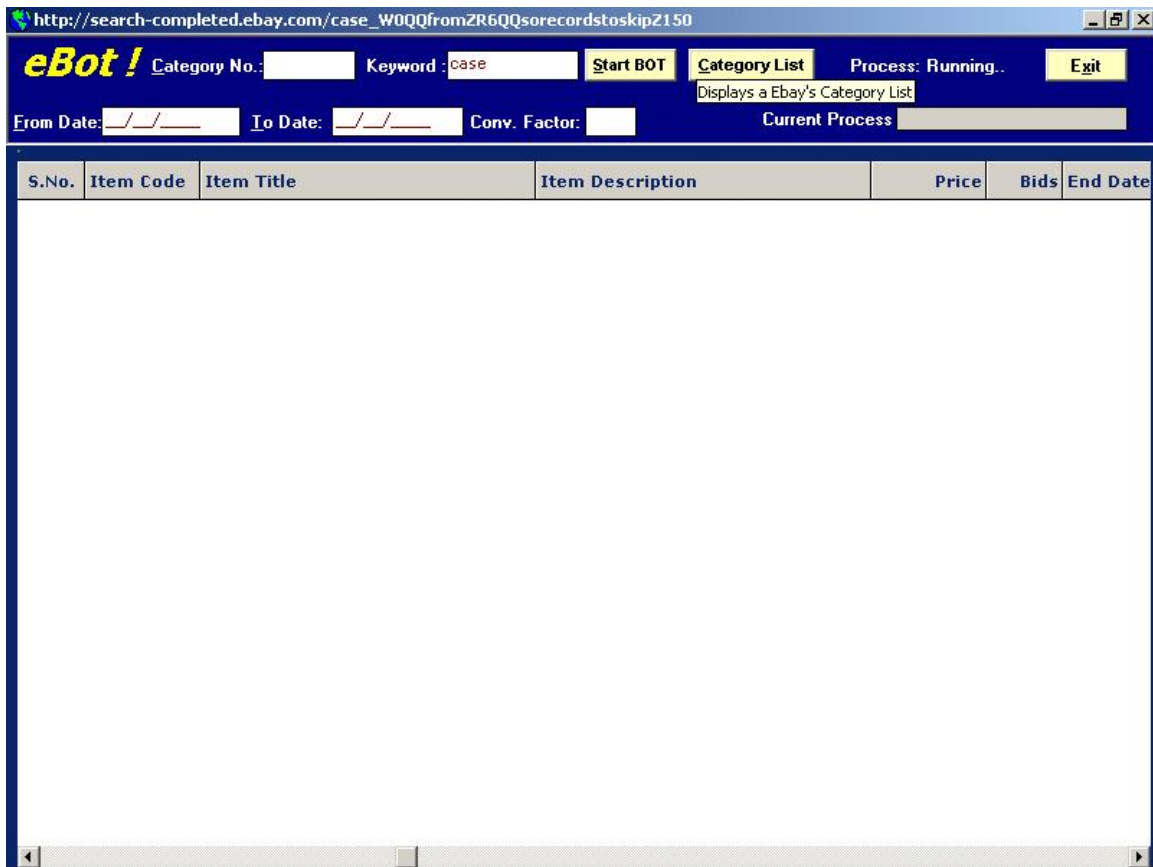 http://search-completed.ebay.com/case_W0QQfromZR6QQsorecordstoskipZ150
eBot ! Category No.: Keyword : case Start BOT Category List Process: Running.. Exit
Displays a Ebay's Category List
From Date: __/__/____ To Date: __/__/____ Conv. Factor: Current Process
S.No. Item Code Item Title Item Description Price Bids End Date